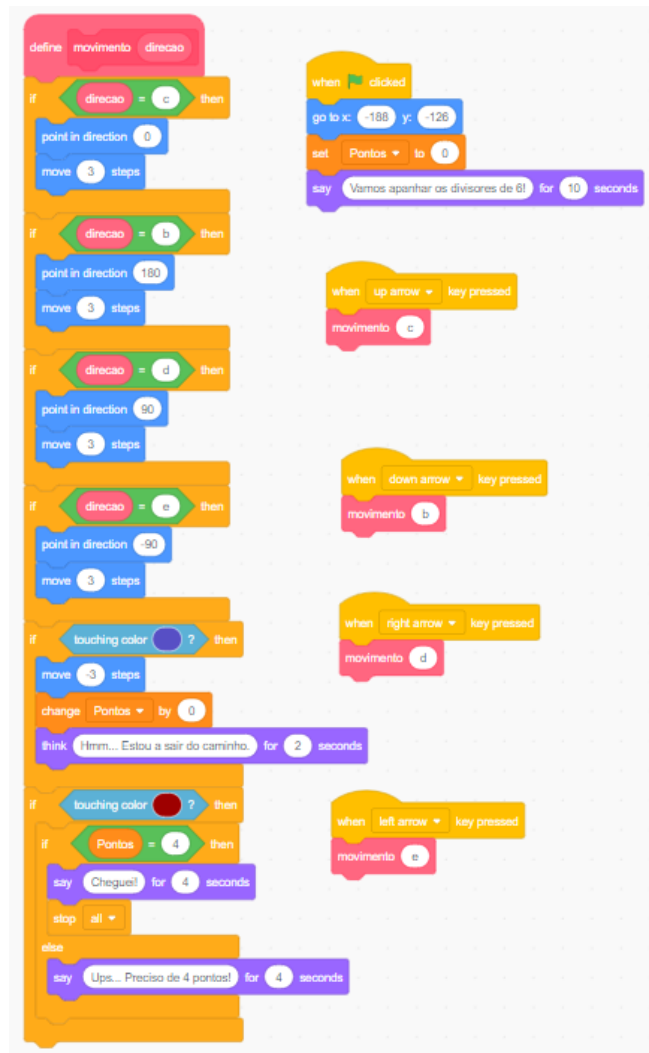 define movimento direcao
if direcao = c then
point in direction 0
move 3 steps
if direcao = b then
point in direction 180
move 3 steps
if direcao = d then
point in direction 90
move 3 steps
if direcao = e then
point in direction -90
move 3 steps
if touching color ? then
move -3 steps
change Pontos by 0
think Hmm... Estou a sair do caminho. for 2 seconds
if touching color ? then
if Pontos = 4 then
say Cheguei! for 4 seconds
stop all
else
say Ups... Preciso de 4 pontos! for 4 seconds
when clicked
go to x: -188 y: -126
set Pontos to 0
say Vamos apanhar os divisores de 6! for 10 seconds
when up arrow key pressed
movimento c
when down arrow key pressed
movimento b
when right arrow key pressed
movimento d
when left arrow key pressed
movimento e